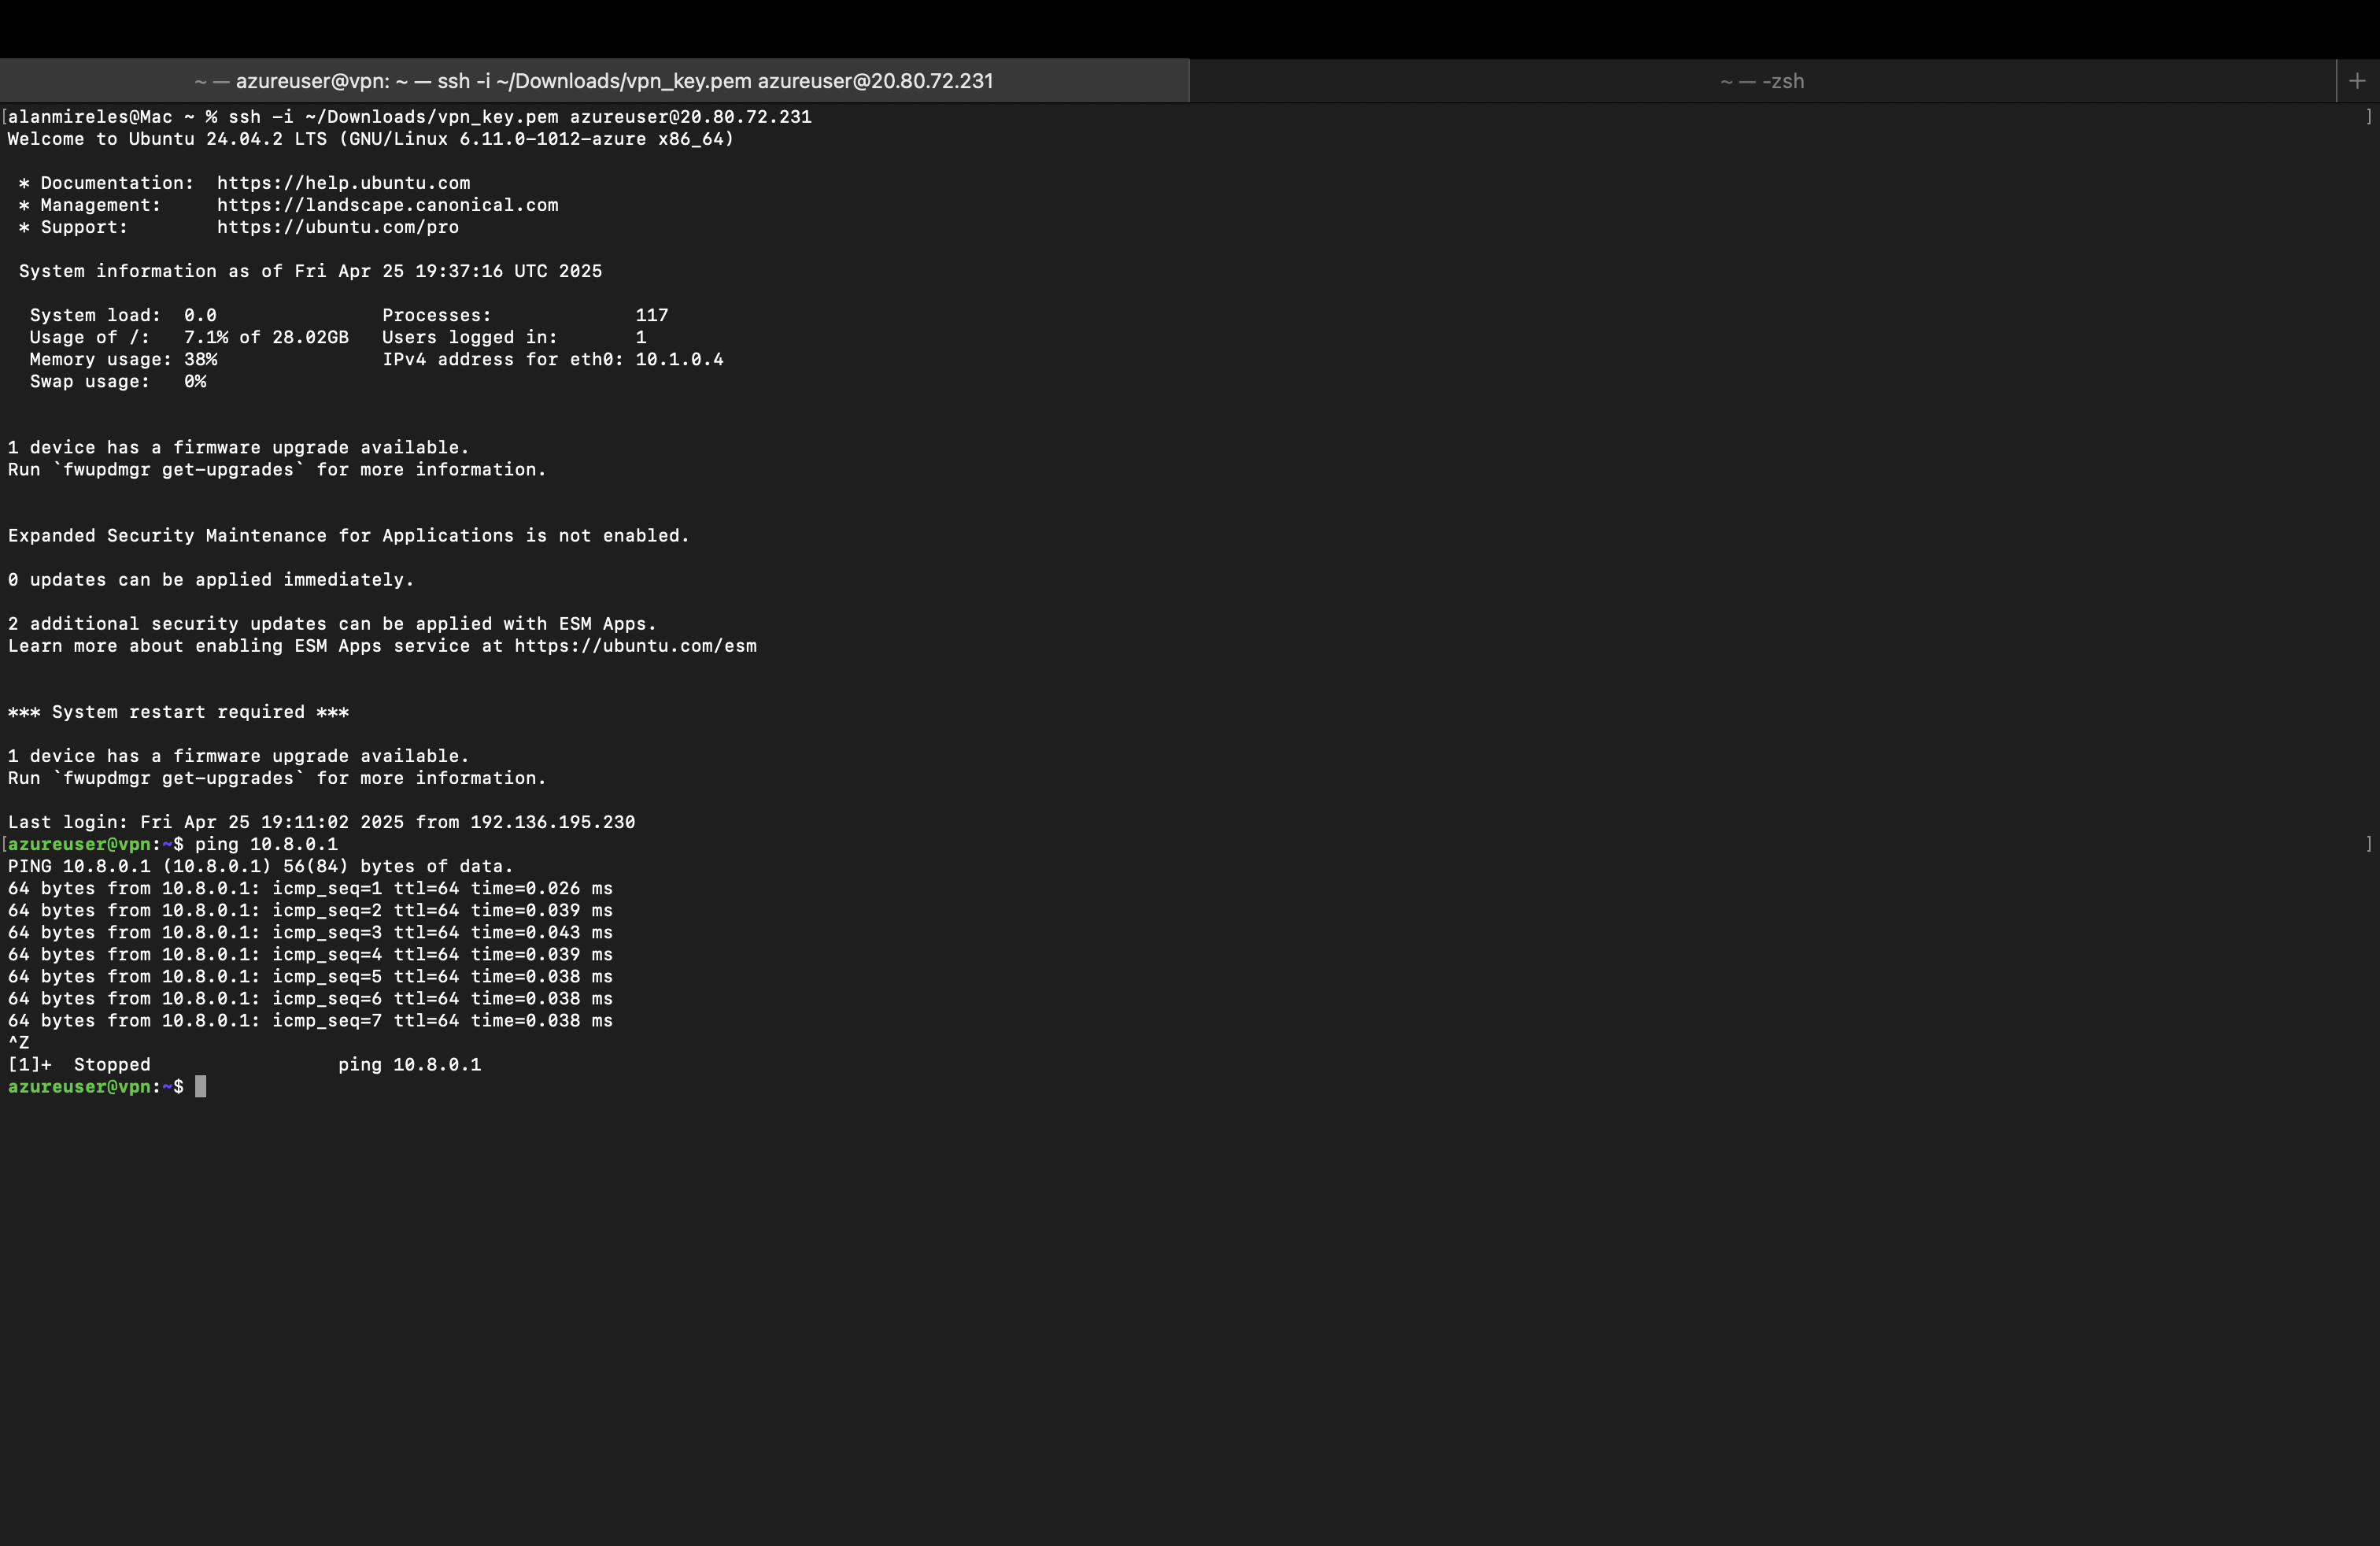 ~ — azureuser@vpn: ~ — ssh -i ~/Downloads/vpn_key.pem azureuser@20.80.72.231
~ — -zsh
+
[alanmireles@Mac ~ % ssh -i ~/Downloads/vpn_key.pem azureuser@20.80.72.231 ]
Welcome to Ubuntu 24.04.2 LTS (GNU/Linux 6.11.0-1012-azure x86_64)
* Documentation:  https://help.ubuntu.com
* Management:     https://landscape.canonical.com
* Support:        https://ubuntu.com/pro
System information as of Fri Apr 25 19:37:16 UTC 2025
System load:  0.0               Processes:             117
Usage of /:   7.1% of 28.02GB   Users logged in:       1
Memory usage: 38%               IPv4 address for eth0: 10.1.0.4
Swap usage:   0%
1 device has a firmware upgrade available.
Run `fwupdmgr get-upgrades` for more information.
Expanded Security Maintenance for Applications is not enabled.
0 updates can be applied immediately.
2 additional security updates can be applied with ESM Apps.
Learn more about enabling ESM Apps service at https://ubuntu.com/esm
*** System restart required ***
1 device has a firmware upgrade available.
Run `fwupdmgr get-upgrades` for more information.
Last login: Fri Apr 25 19:11:02 2025 from 192.136.195.230
[azureuser@vpn:~$ ping 10.8.0.1 ]
PING 10.8.0.1 (10.8.0.1) 56(84) bytes of data.
64 bytes from 10.8.0.1: icmp_seq=1 ttl=64 time=0.026 ms
64 bytes from 10.8.0.1: icmp_seq=2 ttl=64 time=0.039 ms
64 bytes from 10.8.0.1: icmp_seq=3 ttl=64 time=0.043 ms
64 bytes from 10.8.0.1: icmp_seq=4 ttl=64 time=0.039 ms
64 bytes from 10.8.0.1: icmp_seq=5 ttl=64 time=0.038 ms
64 bytes from 10.8.0.1: icmp_seq=6 ttl=64 time=0.038 ms
64 bytes from 10.8.0.1: icmp_seq=7 ttl=64 time=0.038 ms
^Z
[1]+  Stopped                 ping 10.8.0.1
azureuser@vpn:~$